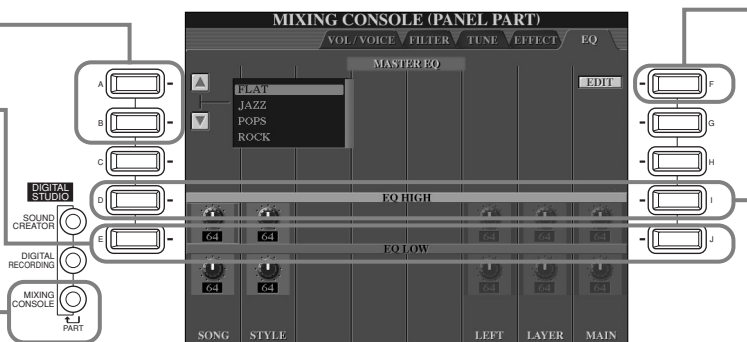 MIXING CONSOLE (PANEL PART)
VOL / VOICE FILTER TUNE EFFECT EQ
MASTER EQ
EDIT
FLAT
JAZZ
POPS
ROCK
A
B
C
D
E
F
G
H
I
J
DIGITAL
STUDIO
SOUND
CREATOR
DIGITAL
RECORDING
MIXING
CONSOLE
PART
EQ HIGH
64 64 64 64 64
EQ LOW
64 64 64 64 64
SONG STYLE LEFT LAYER MAIN